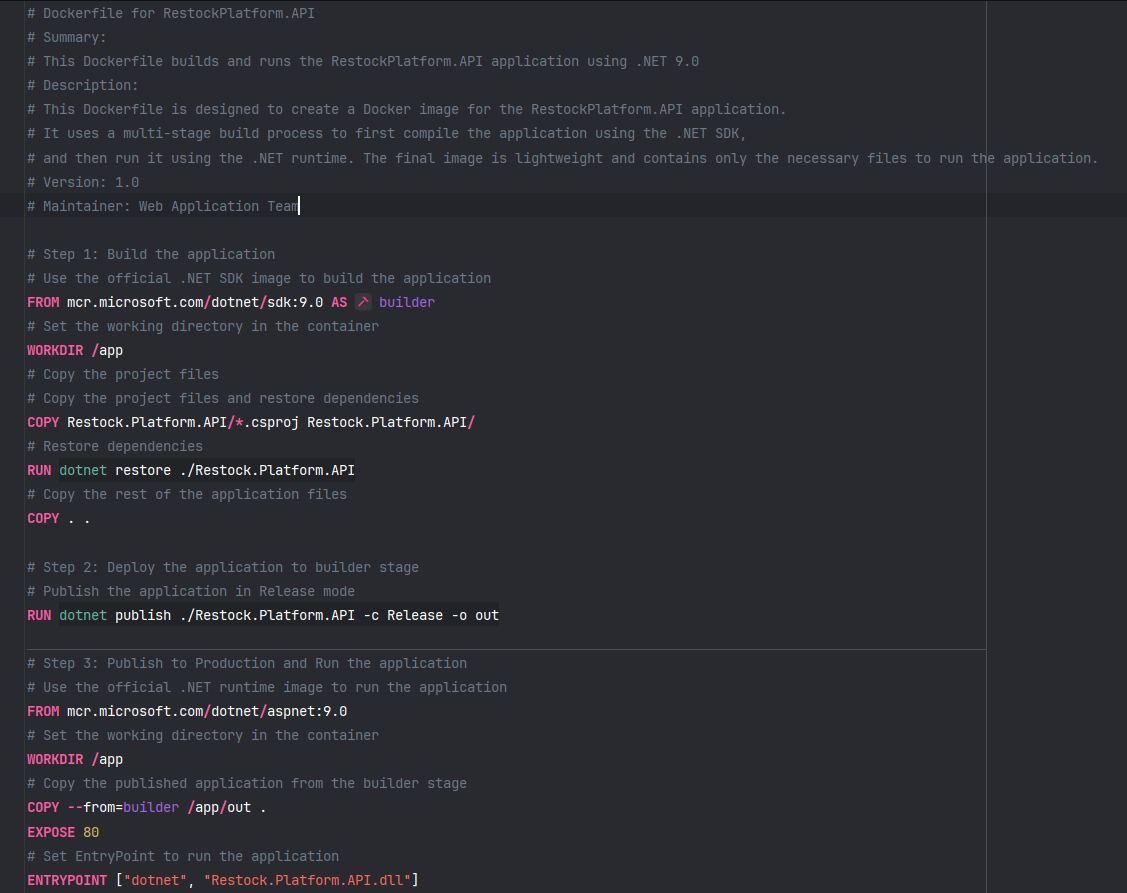 # Dockerfile for RestockPlatform.API
# Summary:
# This Dockerfile builds and runs the RestockPlatform.API application using .NET 9.0
# Description:
# This Dockerfile is designed to create a Docker image for the RestockPlatform.API application.
# It uses a multi-stage build process to first compile the application using the .NET SDK,
# and then run it using the .NET runtime. The final image is lightweight and contains only the necessary files to run the application.
# Version: 1.0
# Maintainer: Web Application Team

# Step 1: Build the application
# Use the official .NET SDK image to build the application
FROM mcr.microsoft.com/dotnet/sdk:9.0 AS builder
# Set the working directory in the container
WORKDIR /app
# Copy the project files
# Copy the project files and restore dependencies
COPY Restock.Platform.API/*.csproj Restock.Platform.API/
# Restore dependencies
RUN dotnet restore ./Restock.Platform.API
# Copy the rest of the application files
COPY . .

# Step 2: Deploy the application to builder stage
# Publish the application in Release mode
RUN dotnet publish ./Restock.Platform.API -c Release -o out

# Step 3: Publish to Production and Run the application
# Use the official .NET runtime image to run the application
FROM mcr.microsoft.com/dotnet/aspnet:9.0
# Set the working directory in the container
WORKDIR /app
# Copy the published application from the builder stage
COPY --from=builder /app/out .
EXPOSE 80
# Set EntryPoint to run the application
ENTRYPOINT ["dotnet", "Restock.Platform.API.dll"]